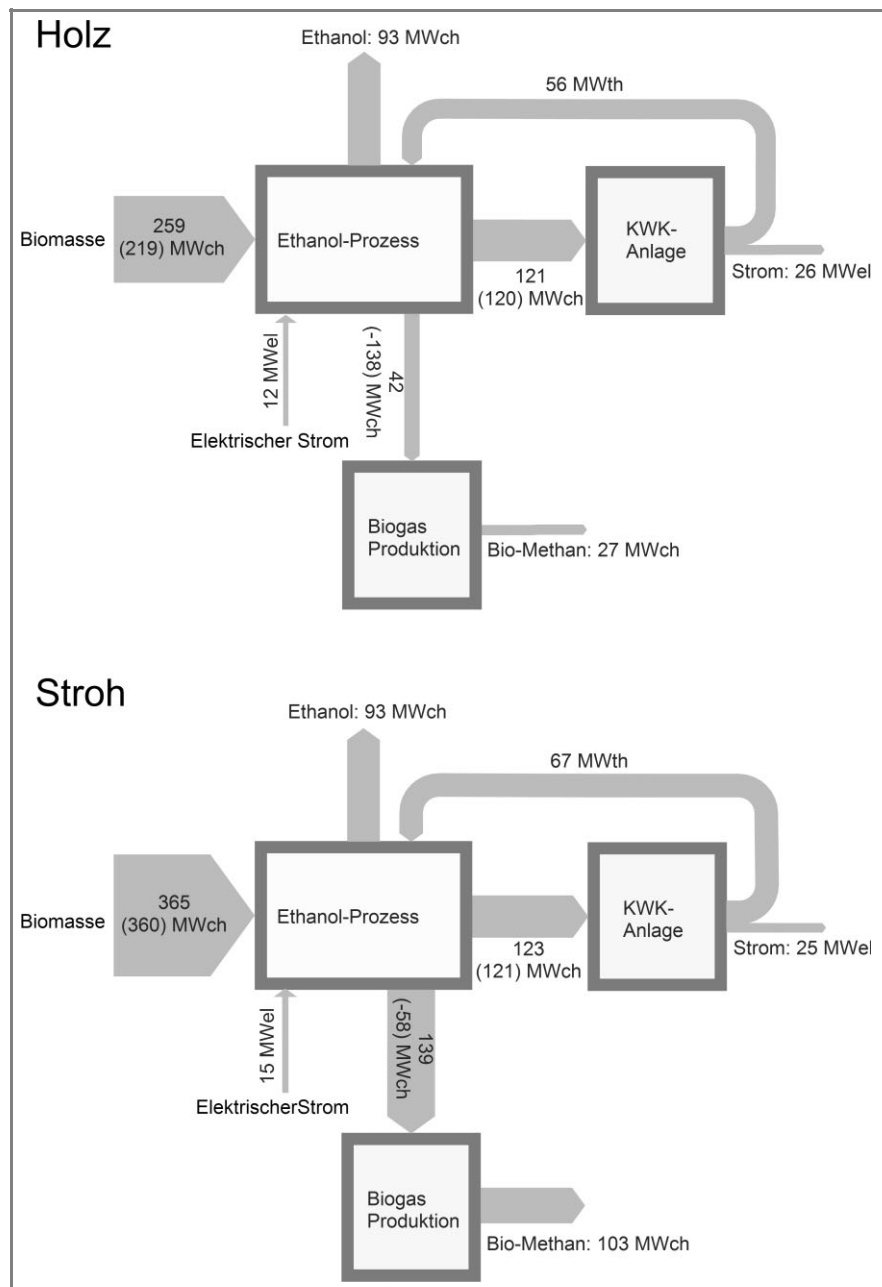 Holz
Ethanol: 93 MWch
56 MWth
Biomasse
259
(219) MWch
Ethanol-Prozess
KWK-
Anlage
121
(120) MWch
Strom: 26 MWel
12 MWel
42
(-138) MWch
Elektrischer Strom
Biogas
Produktion
Bio-Methan: 27 MWch
Stroh
Ethanol: 93 MWch
67 MWth
Biomasse
365
(360) MWch
Ethanol-Prozess
KWK-
Anlage
123
(121) MWch
Strom: 25 MWel
15 MWel
139
(-58) MWch
ElektrischerStrom
Biogas
Produktion
Bio-Methan: 103 MWch